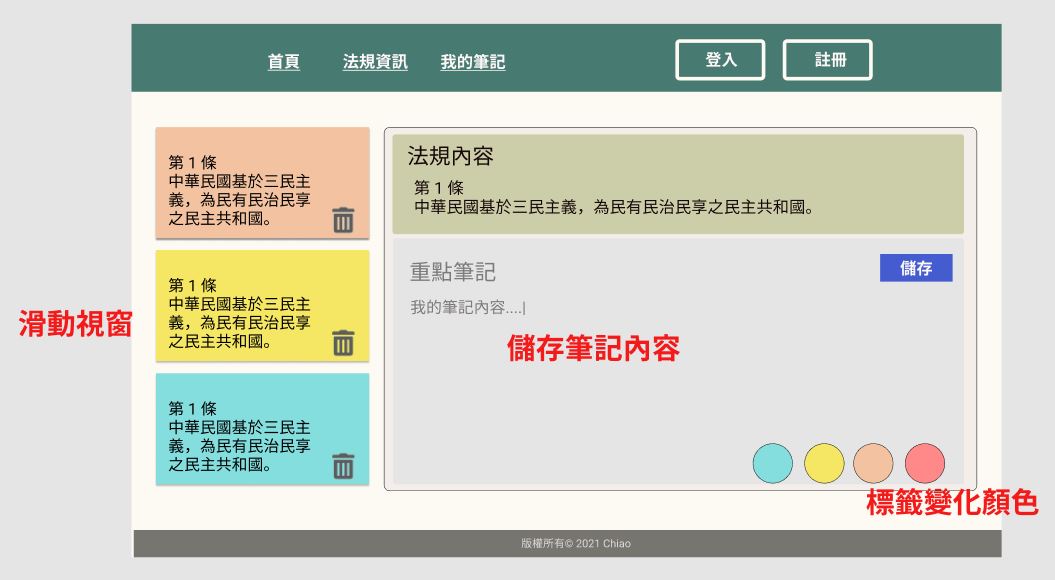 首頁 法規資訊 我的筆記 登入 註冊
第 1 條
中華民國基於三民主
義，為民有民治民享
之民主共和國。
第 1 條
中華民國基於三民主
義，為民有民治民享
之民主共和國。
第 1 條
中華民國基於三民主
義，為民有民治民享
之民主共和國。
滑動視窗
法規內容
第 1 條
中華民國基於三民主義，為民有民治民享之民主共和國。
重點筆記
儲存
我的筆記內容....|
儲存筆記內容
標籤變化顏色
版權所有© 2021 Chiao